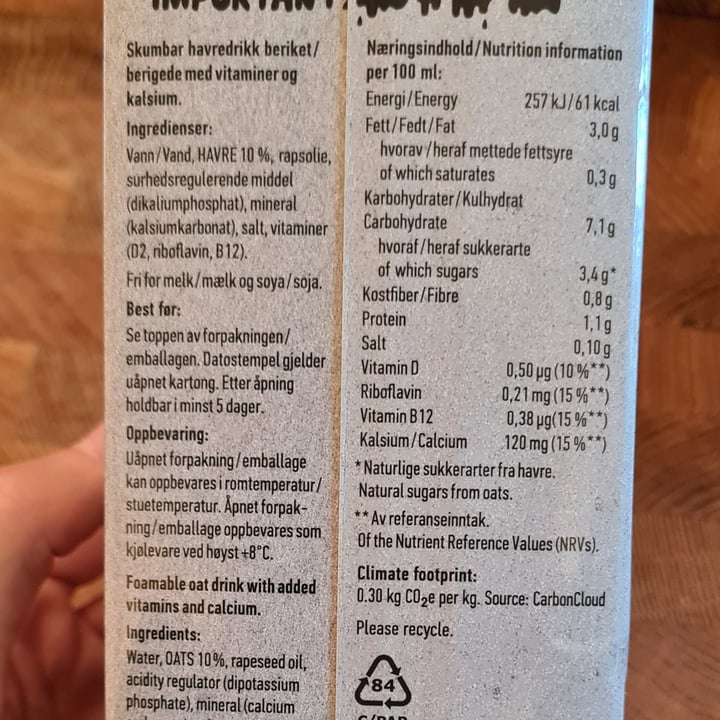 Skumbar havredrikk beriket/
berigede med vitaminer og
kalsium.
Ingredienser:
Vann/Vand, HAVRE 10 %, rapsolie,
surhedsregulerende middel
(dikaliumphosphat), mineral
(kalsiumkarbonat), salt, vitaminer
(D2, riboflavin, B12).
Fri for melk/mælk og soya/soja.
Best før:
Se toppen av forpakningen/
emballagen. Datostempel gjelder
uåpnet kartong. Etter åpning
holdbar i minst 5 dager.
Oppbevaring:
Uåpnet forpakning/emballage
kan oppbevares i romtemperatur/
stuetemperatur. Åpnet forpak-
ning/emballage oppbevares som
kjølevare ved høyst +8°C.
Foamable oat drink with added
vitamins and calcium.
Ingredients:
Water, OATS 10%, rapeseed oil,
acidity regulator (dipotassium
phosphate), mineral (calcium
Næringsindhold/Nutrition information
per 100 ml:
Energi/Energy 257 kJ/61 kcal
Fett/Fedt/Fat 3,0 g
hvorav/heraf mettede fettsyre
of which saturates 0,3 g
Karbohydrater/Kulhydrat
Carbohydrate 7,1 g
hvoraf/heraf sukkerarte
of which sugars 3,4 g*
Kostfiber/Fibre 0,8 g
Protein 1,1 g
Salt 0,10 g
Vitamin D 0,50 µg (10 %**)
Riboflavin 0,21 mg (15 %**)
Vitamin B12 0,38 µg(15 %**)
Kalsium/Calcium 120 mg (15 %**)
* Naturlige sukkerarter fra havre.
Natural sugars from oats.
** Av referanseinntak.
Of the Nutrient Reference Values (NRVs).
Climate footprint:
0.30 kg CO₂e per kg. Source: CarbonCloud
Please recycle.
84